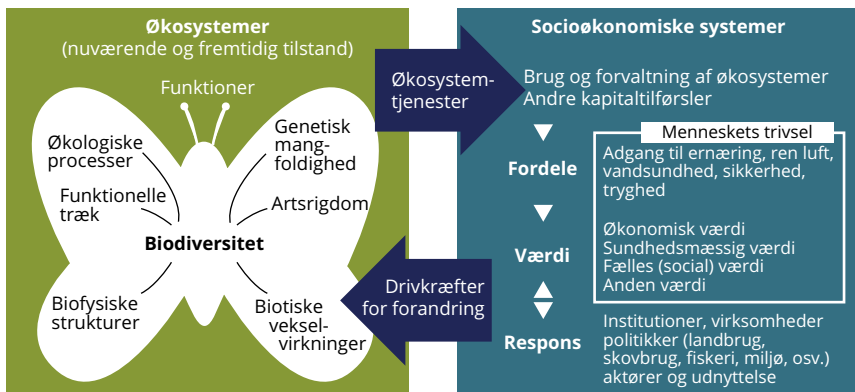 Økosystemer
(nuværende og fremtidig tilstand)
Funktioner
Økologiske
processer
Genetisk
mang-
foldighed
Funktionelle
træk
Artsrigdom
Biodiversitet
Biofysiske
strukturer
Biotiske
veksel-
virkninger
Økosystem-
tjenester
Drivkræfter
for forandring
Socioøkonomiske systemer
Brug og forvaltning af økosystemer
Andre kapitaltilførsler
Menneskets trivsel
Fordele
Adgang til ernæring, ren luft,
vandsundhed, sikkerhed,
tryghed
Værdi
Økonomisk værdi
Sundhedsmæssig værdi
Fælles (social) værdi
Anden værdi
Respons
Institutioner, virksomheder
politikker (landbrug,
skovbrug, fiskeri, miljø, osv.)
aktører og udnyttelse